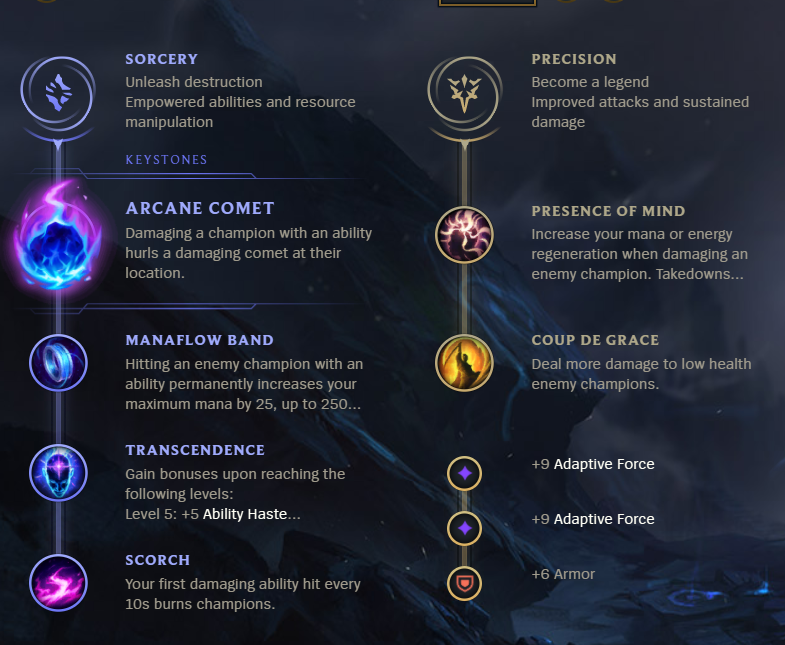 SORCERY
Unleash destruction
Empowered abilities and resource
manipulation
KEYSTONES
ARCANE COMET
Damaging a champion with an ability
hurls a damaging comet at their
location.
MANAFLOW BAND
Hitting an enemy champion with an
ability permanently increases your
maximum mana by 25, up to 250...
TRANSCENDENCE
Gain bonuses upon reaching the
following levels:
Level 5: +5 Ability Haste...
SCORCH
Your first damaging ability hit every
10s burns champions.
PRECISION
Become a legend
Improved attacks and sustained
damage
PRESENCE OF MIND
Increase your mana or energy
regeneration when damaging an
enemy champion. Takedowns...
COUP DE GRACE
Deal more damage to low health
enemy champions.
+9 Adaptive Force
+9 Adaptive Force
+6 Armor